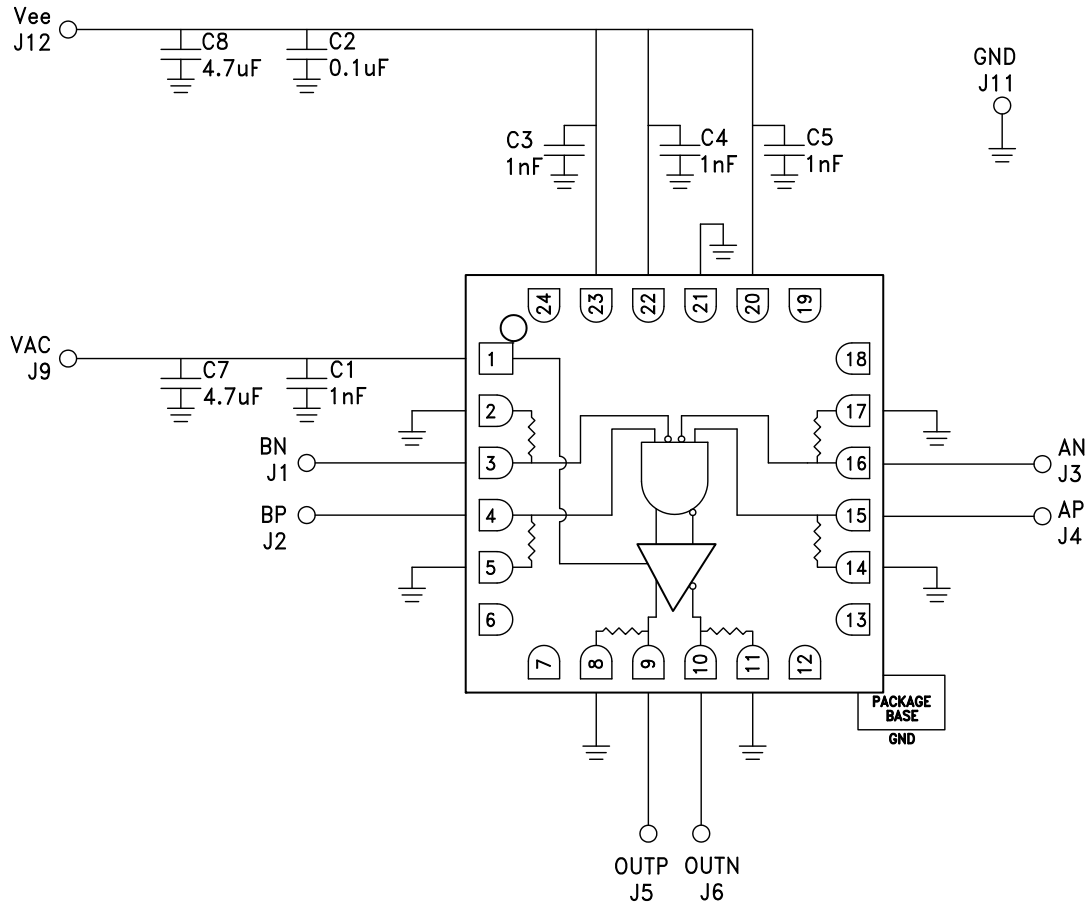 Vee
J12
C8
4.7uF
C2
0.1uF
GND
J11
C3
1nF
C4
1nF
C5
1nF
24
23
22
21
20
19
VAC
J9
C7
4.7uF
C1
1nF
1
18
2
17
BN
J1
3
16
AN
J3
BP
J2
4
15
AP
J4
5
14
6
13
7
8
9
10
11
12
PACKAGE
BASE
GND
OUTP
J5
OUTN
J6